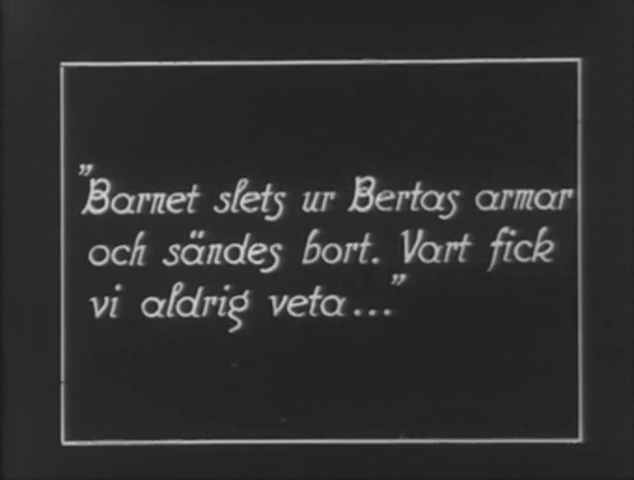 "Barnet slets ur Bertas armar
och sändes bort. Vart fick
vi aldrig veta..."